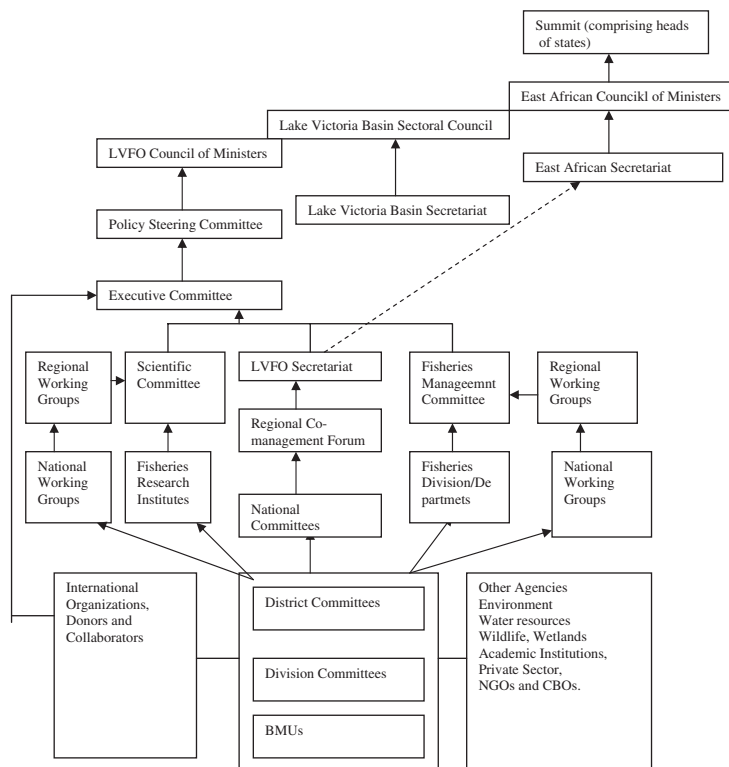 Summit (comprising heads
of states)
East African Councikl of Ministers
Lake Victoria Basin Sectoral Council
LVFO Council of Ministers
East African Secretariat
Lake Victoria Basin Secretariat
Policy Steering Committee
Executive Committee
Regional
Working
Groups
Scientific
Committee
LVFO Secretariat
Fisheries
Manageemnt
Committee
Regional
Working
Groups
Regional Co-
management Forum
National
Working
Groups
Fisheries
Research
Institutes
Fisheries
Division/De
partmets
National
Working
Groups
National
Committees
International
Organizations,
Donors and
Collaborators
District Committees
Division Committees
BMUs
Other Agencies
Environment
Water resources
Wildlife, Wetlands
Academic Institutions,
Private Sector,
NGOs and CBOs.